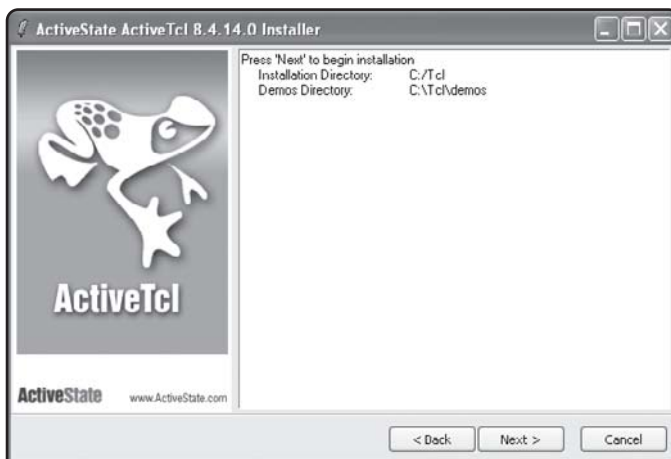 ActiveState ActiveTcl 8.4.14.0 Installer
Press 'Next' to begin installation
Installation Directory: C:/Tcl
Demos Directory: C:\Tcl\demos
ActiveTcl
ActiveState www.ActiveState.com
< Back Next > Cancel